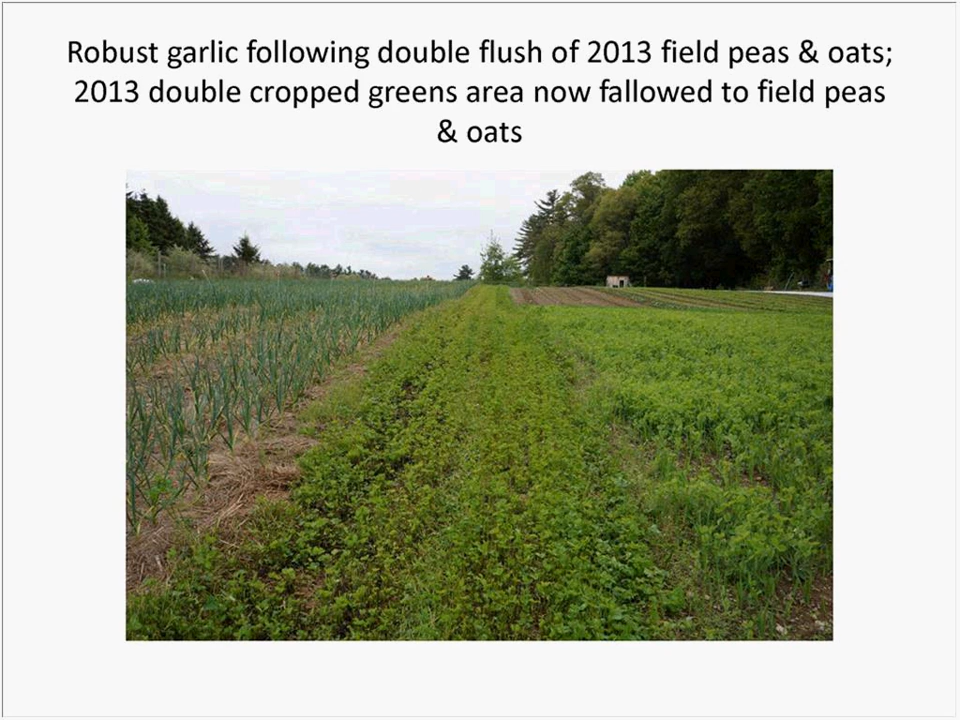 Robust garlic following double flush of 2013 field peas & oats;
2013 double cropped greens area now fallowed to field peas
& oats